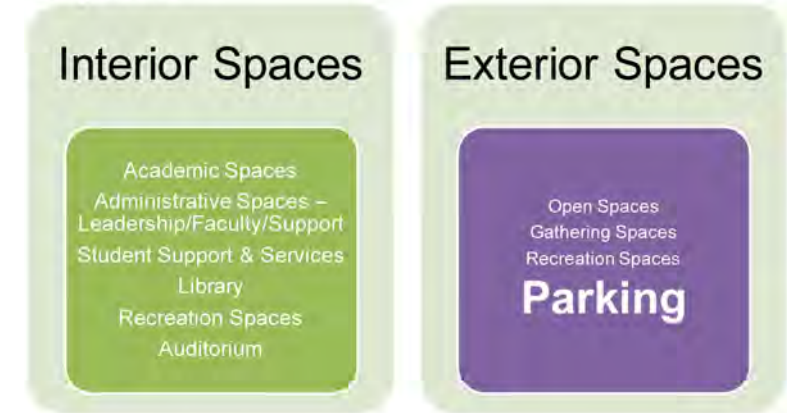 Interior Spaces
Academic Spaces
Administrative Spaces –
Leadership/Faculty/Support
Student Support & Services
Library
Recreation Spaces
Auditorium
Exterior Spaces
Open Spaces
Gathering Spaces
Recreation Spaces
Parking